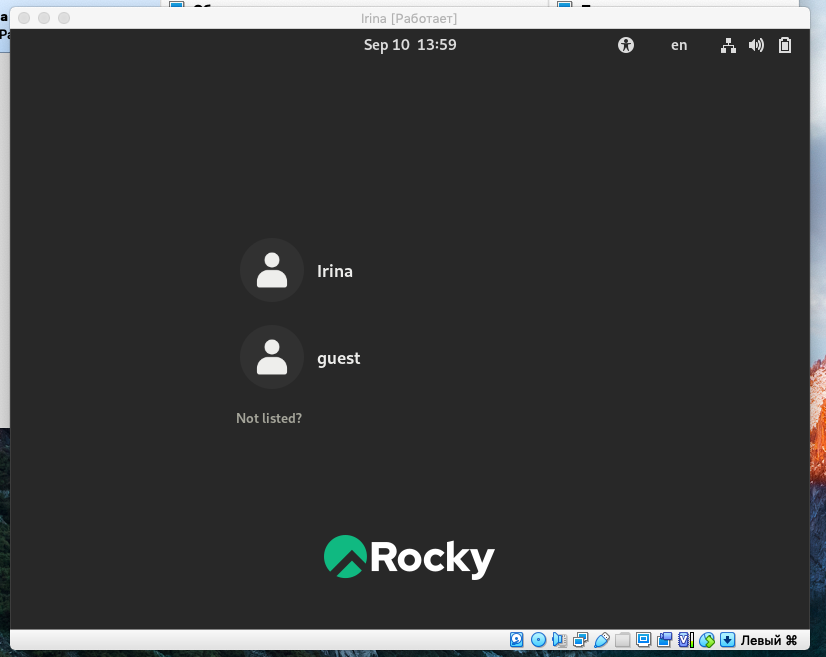 Irina [Работает]
Sep 10 13:59
en
Irina
guest
Not listed?
Rocky
Левый ⌘